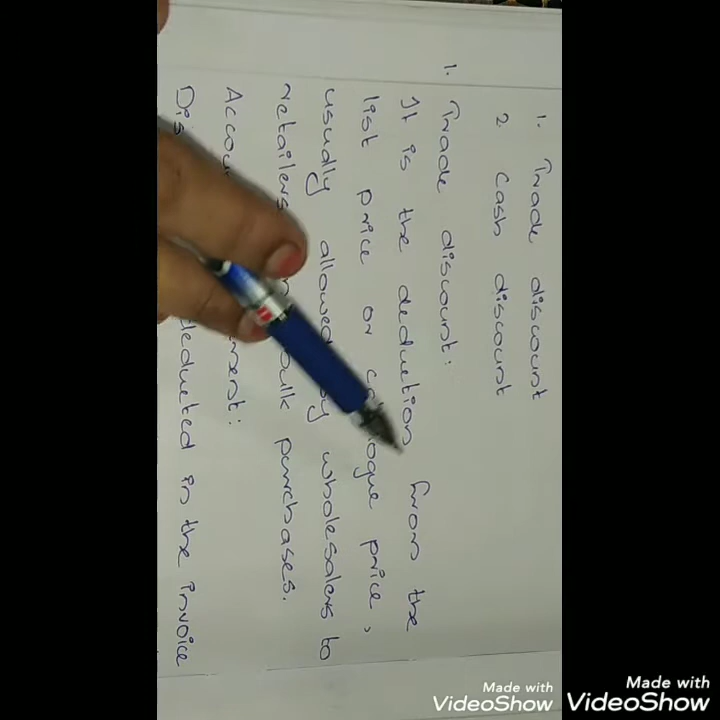 1. Trade discount
2 Cash discount
1. Trade discount:
It is the deduction from the
list price or catalogue price,
usually allowed by wholesalers to
retailers bulk purchases.
deducted in the invoice
Made with
VideoShow
Made with
VideoShow